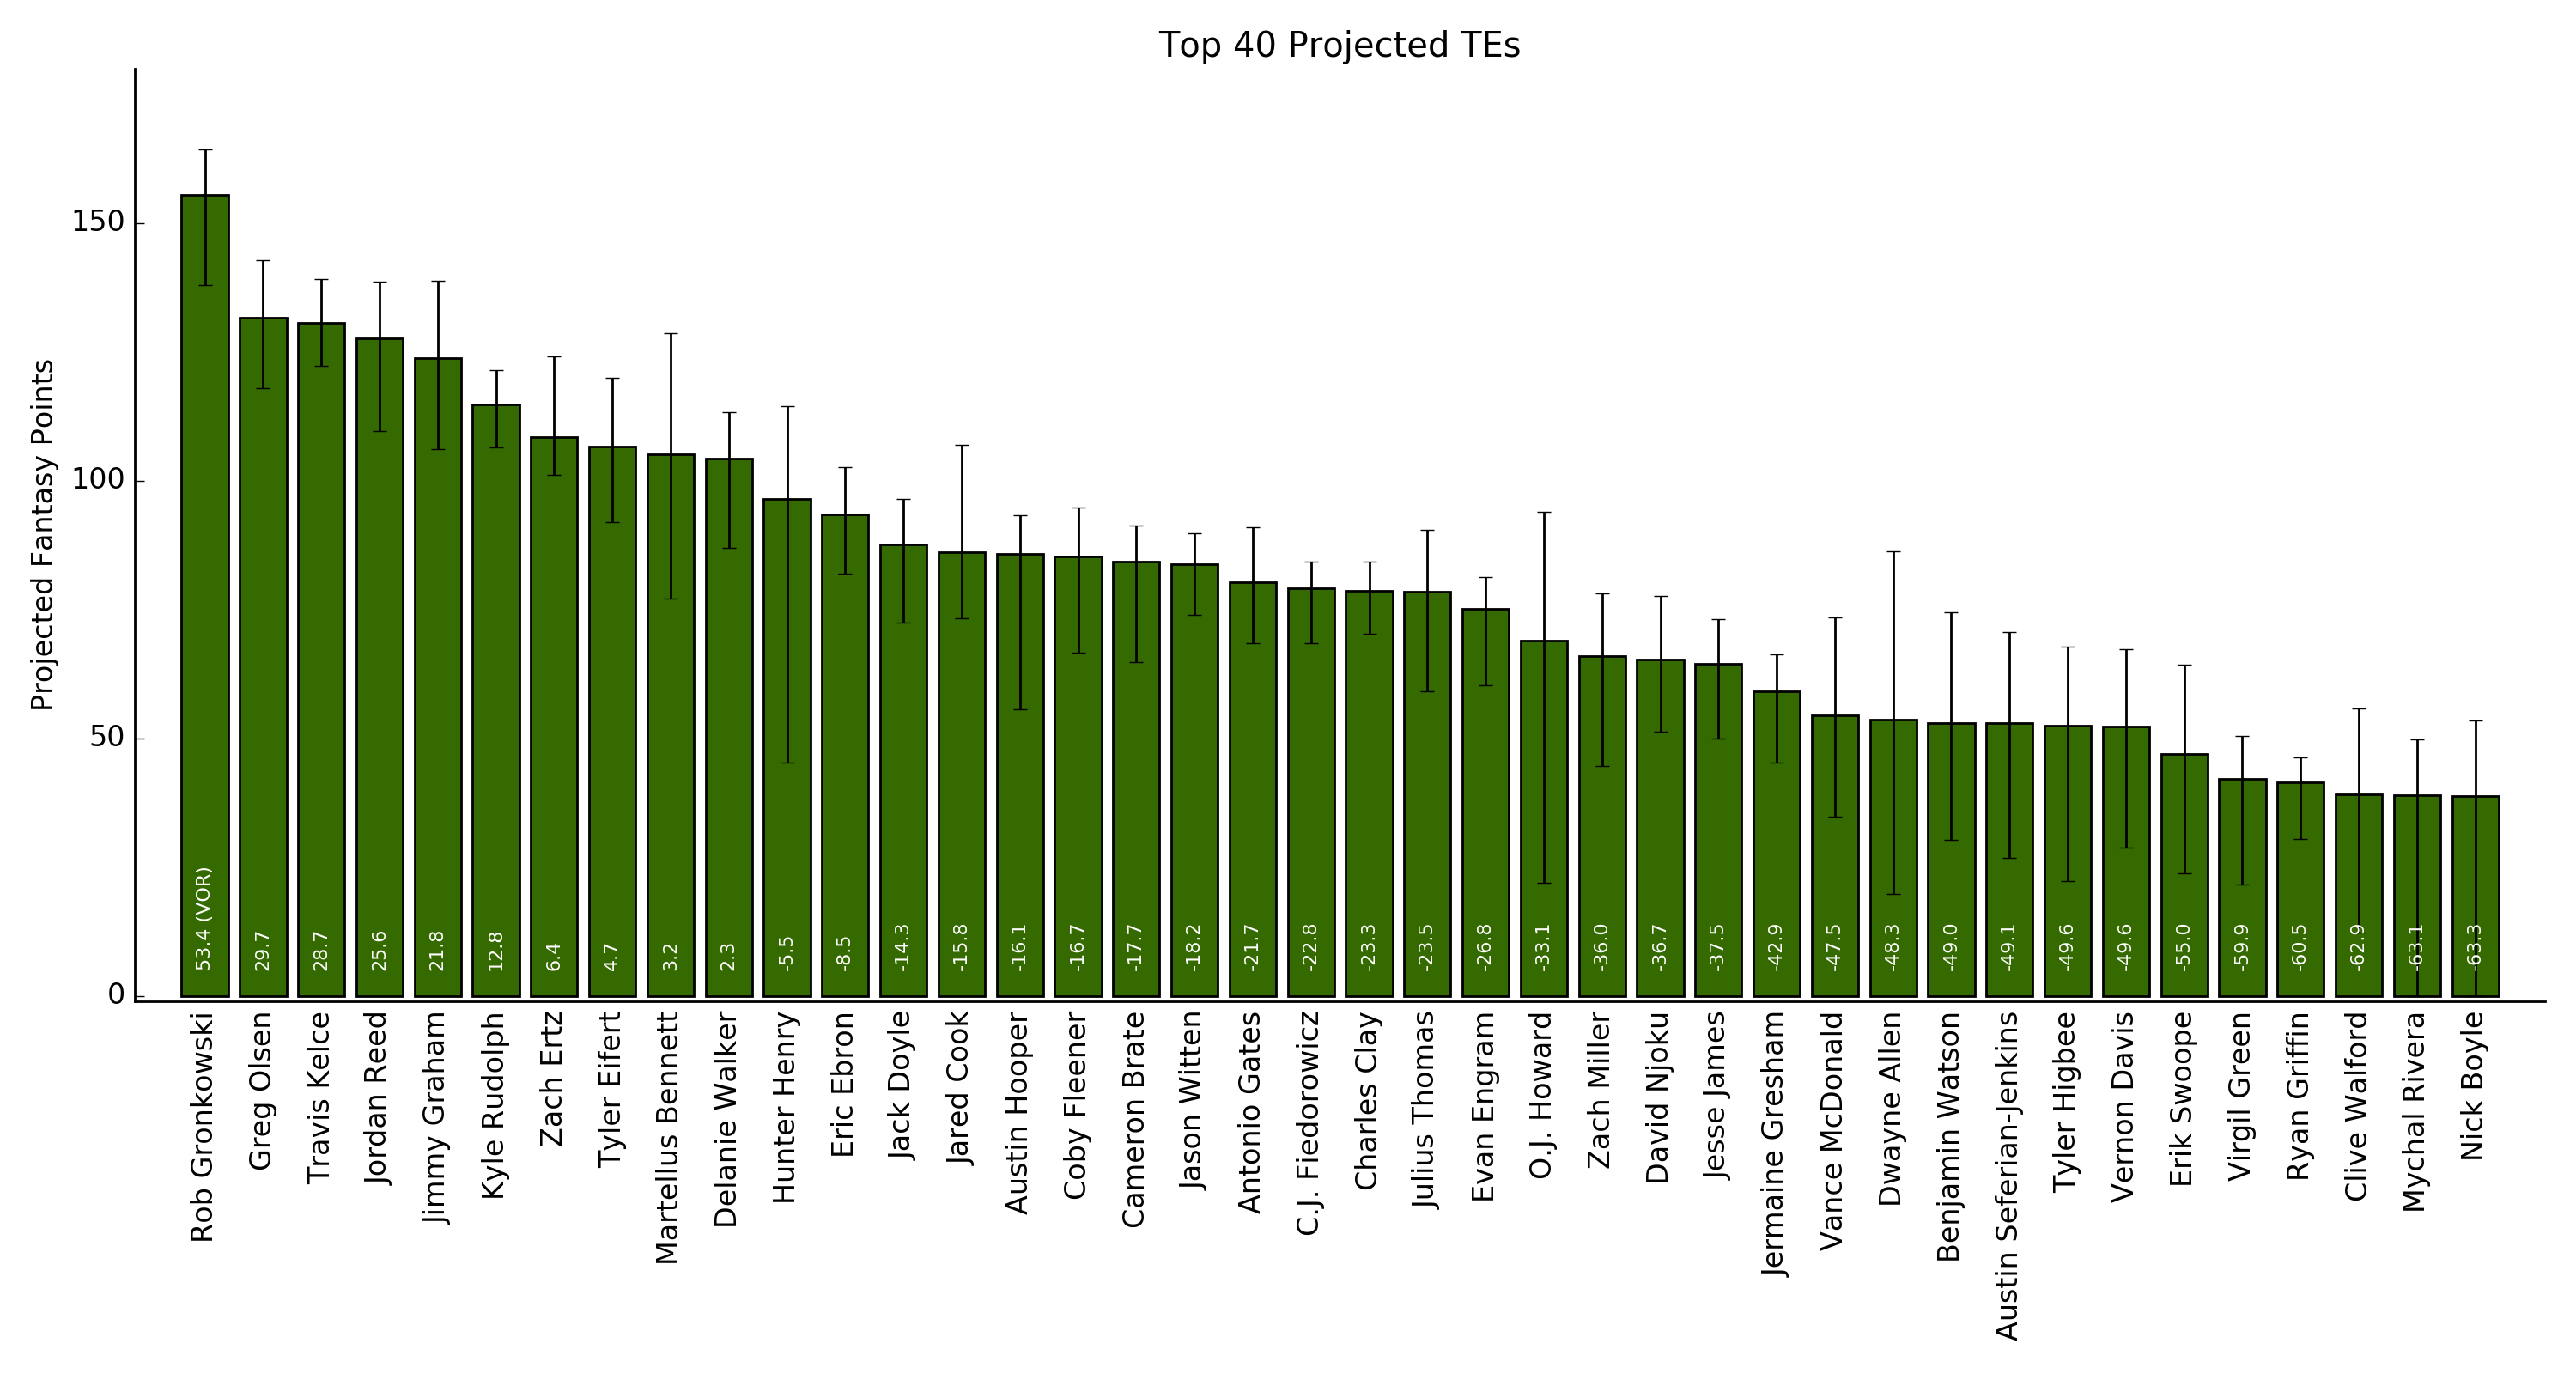 Top 40 Projected TEs
Projected Fantasy Points
150
100
50
0
53.4 (VOR)
29.7
28.7
25.6
21.8
12.8
6.4
4.7
3.2
2.3
-5.5
-8.5
-14.3
-15.8
-16.1
-16.7
-17.7
-18.2
-21.7
-22.8
-23.3
-23.5
-26.8
-33.1
-36.0
-36.7
-37.5
-42.9
-47.5
-48.3
-49.0
-49.1
-49.6
-49.6
-55.0
-59.9
-60.5
-62.9
-63.1
-63.3
Rob Gronkowski
Greg Olsen
Travis Kelce
Jordan Reed
Jimmy Graham
Kyle Rudolph
Zach Ertz
Tyler Eifert
Martellus Bennett
Delanie Walker
Hunter Henry
Eric Ebron
Jack Doyle
Jared Cook
Austin Hooper
Coby Fleener
Cameron Brate
Jason Witten
Antonio Gates
C.J. Fiedorowicz
Charles Clay
Julius Thomas
Evan Engram
O.J. Howard
Zach Miller
David Njoku
Jesse James
Jermaine Gresham
Vance McDonald
Dwayne Allen
Benjamin Watson
Austin Seferian-Jenkins
Tyler Higbee
Vernon Davis
Erik Swoope
Virgil Green
Ryan Griffin
Clive Walford
Mychal Rivera
Nick Boyle